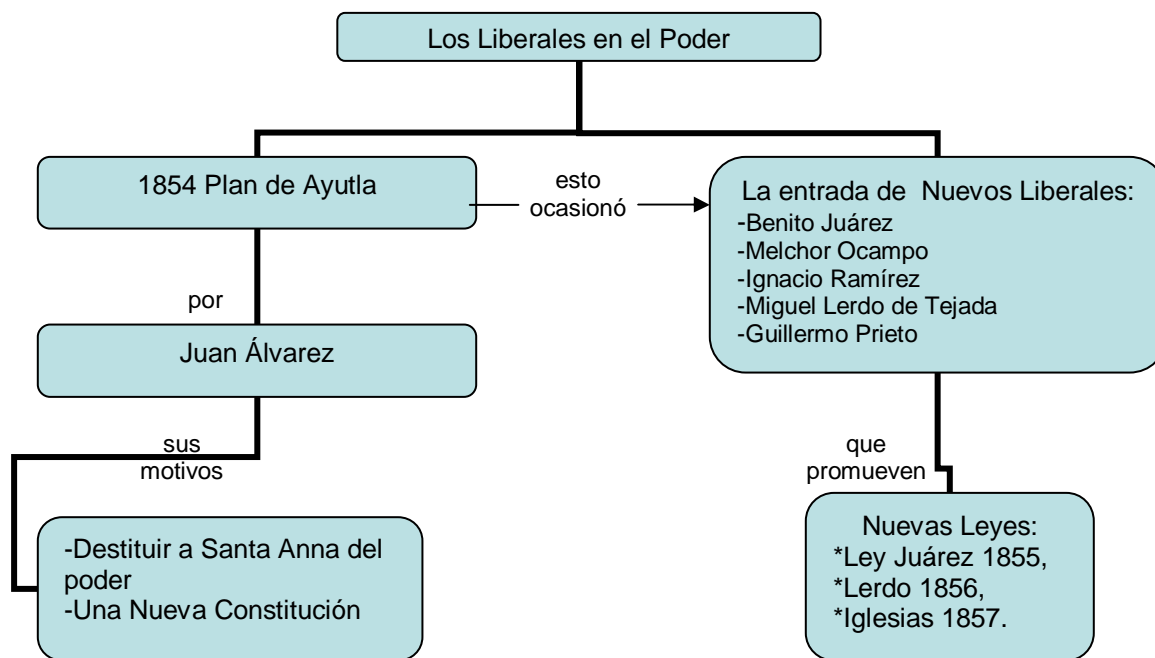 Los Liberales en el Poder
1854 Plan de Ayutla
esto
ocasionó
La entrada de Nuevos Liberales:
-Benito Juárez
-Melchor Ocampo
-Ignacio Ramírez
-Miguel Lerdo de Tejada
-Guillermo Prieto
por
Juan Álvarez
sus
motivos
-Destituir a Santa Anna del
poder
-Una Nueva Constitución
que
promueven
Nuevas Leyes:
*Ley Juárez 1855,
*Lerdo 1856,
*Iglesias 1857.